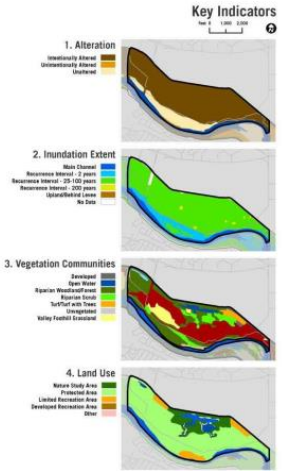 Key Indicators
Feet 0 1,000 2,000
1. Alteration
Intentionally Altered
Unintentionally Altered
Unaltered
2. Inundation Extent
Main Channel
Recurrence Interval - 2 years
Recurrence Interval - 25-100 years
Recurrence Interval - 200 years
Upland/Behind Levee
No Data
3. Vegetation Communities
Developed
Open Water
Riparian Woodland/Forest
Riparian Scrub
Turf/Turf with Trees
Unvegetated
Valley Foothill Grassland
4. Land Use
Nature Study Area
Protected Area
Limited Recreation Area
Developed Recreation Area
Other